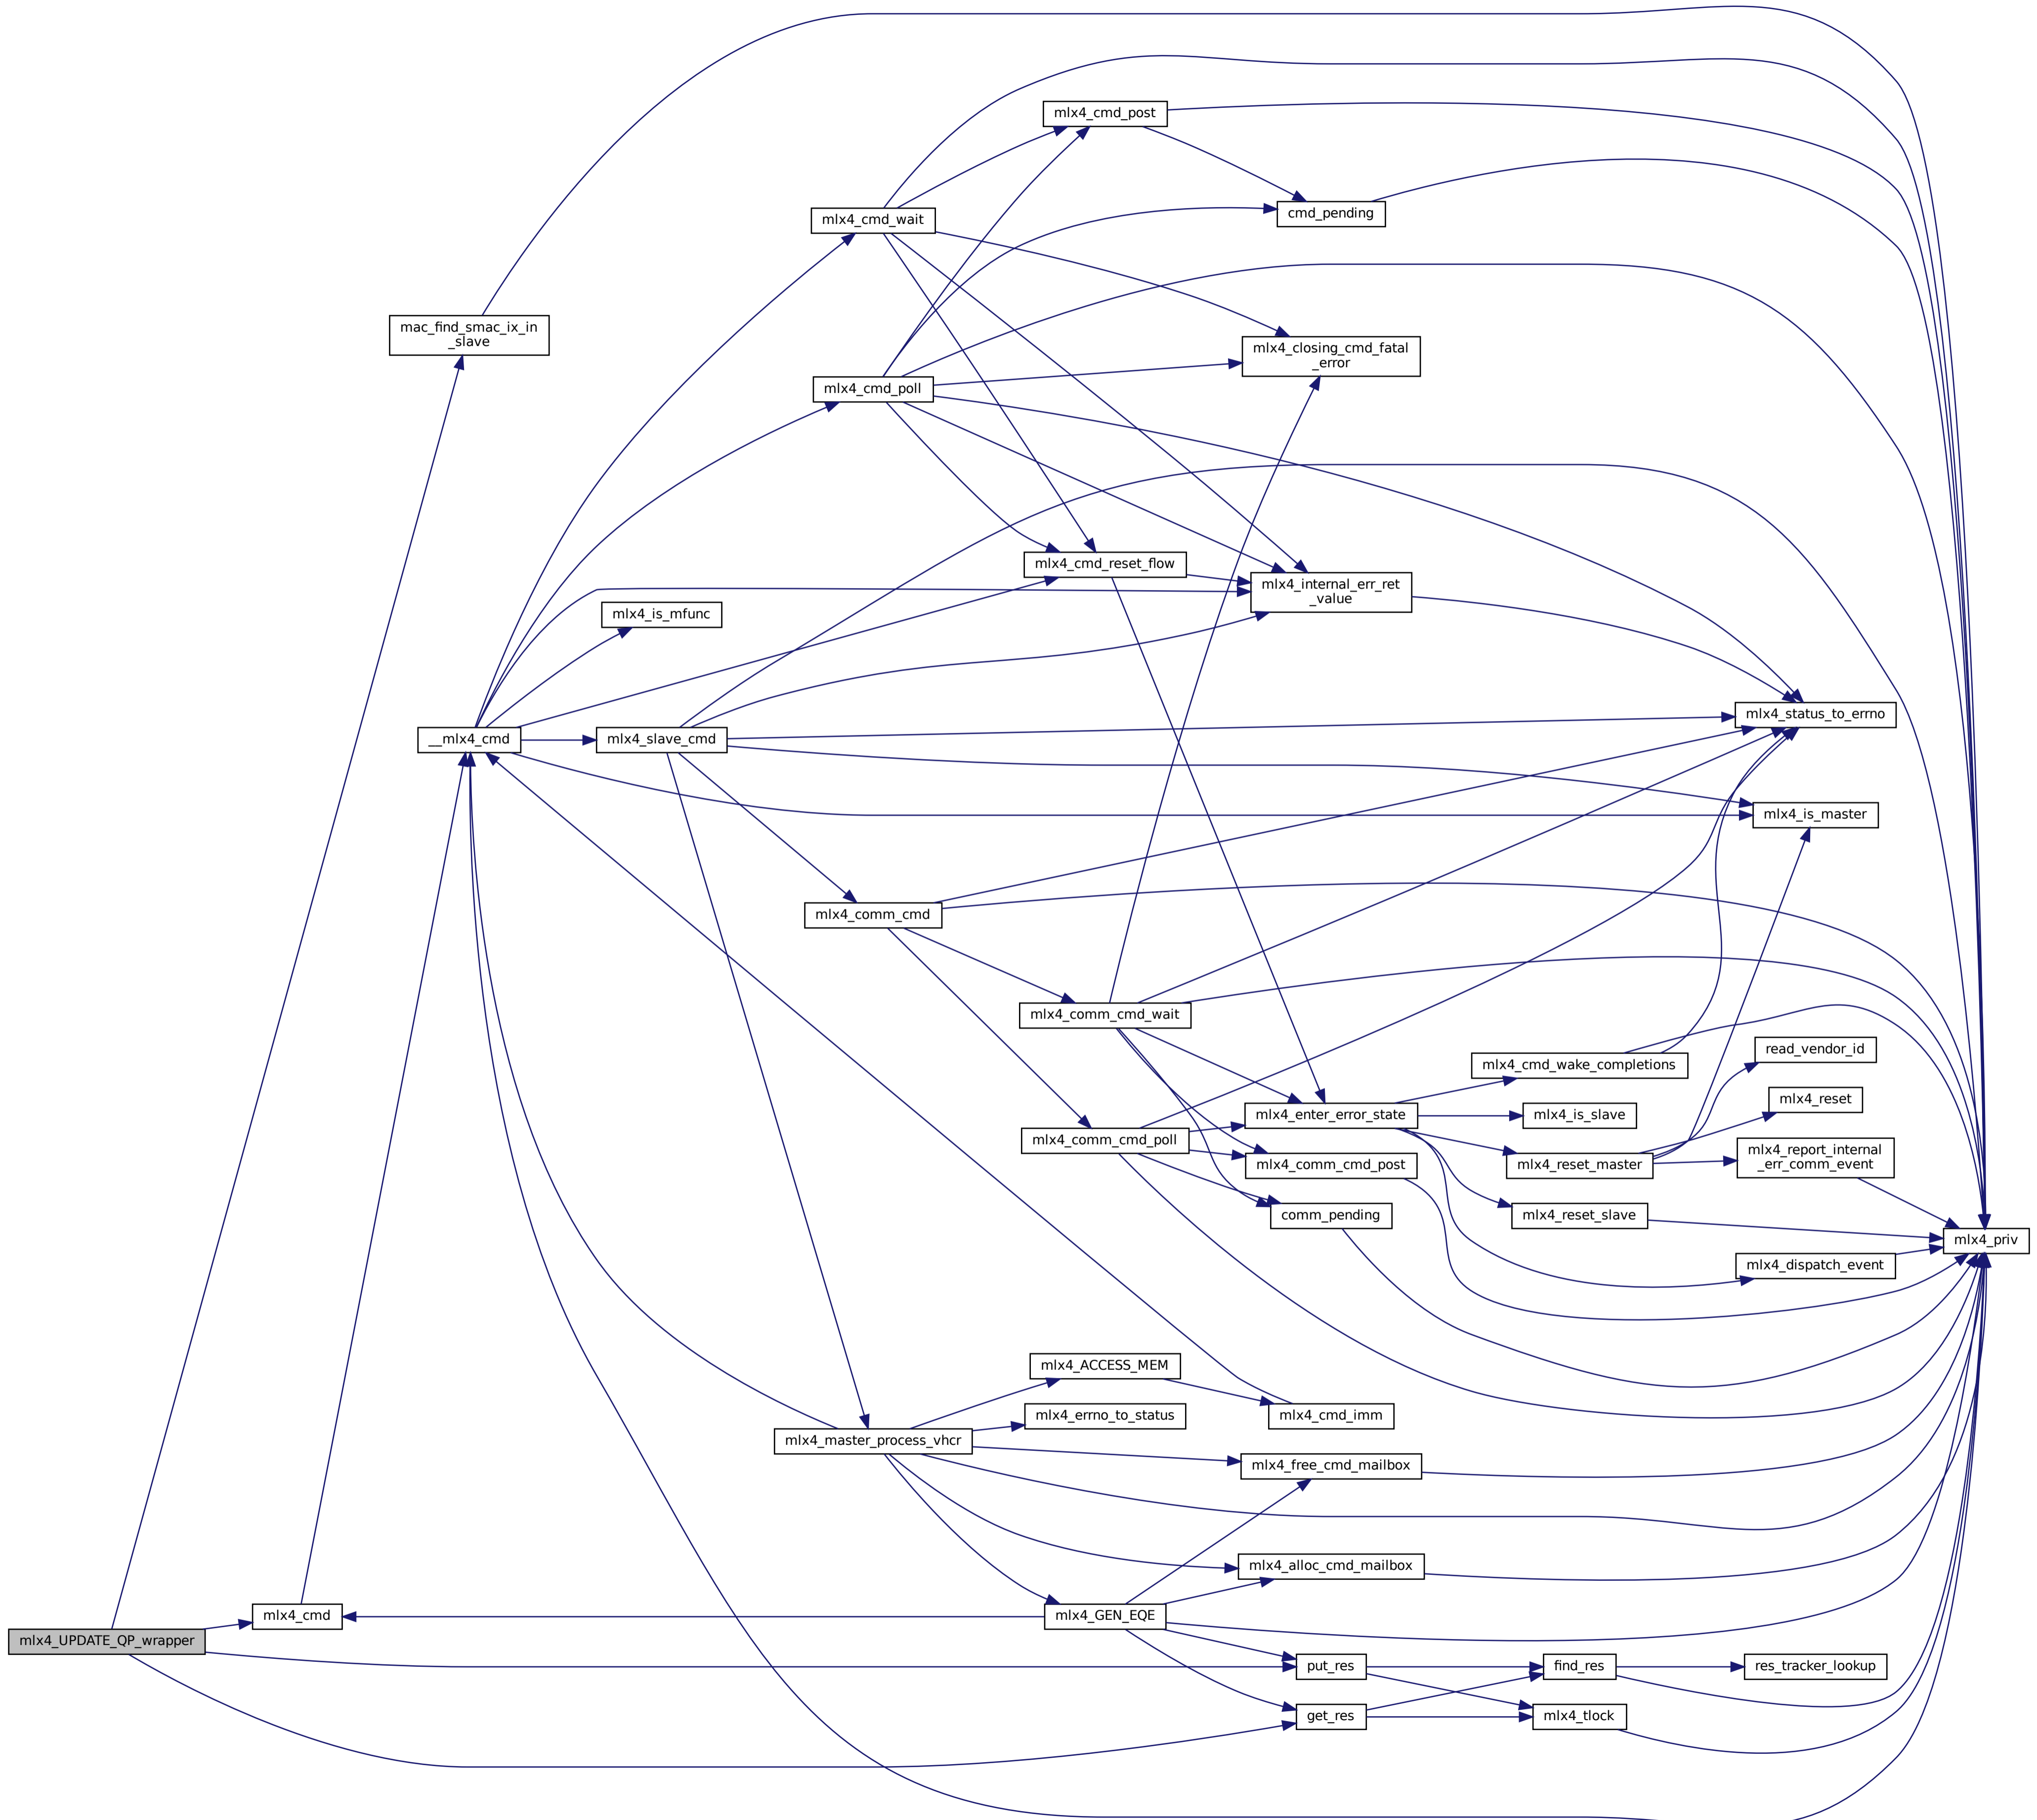 mlx4_cmd_post
cmd_pending
mlx4_cmd_wait
mac_find_smac_ix_in
_slave
mlx4_closing_cmd_fatal
_error
mlx4_cmd_poll
mlx4_cmd_reset_flow
mlx4_internal_err_ret
_value
mlx4_is_mfunc
mlx4_status_to_errno
__mlx4_cmd
mlx4_slave_cmd
mlx4_is_master
mlx4_comm_cmd
mlx4_comm_cmd_wait
read_vendor_id
mlx4_cmd_wake_completions
mlx4_reset
mlx4_enter_error_state
mlx4_is_slave
mlx4_comm_cmd_poll
mlx4_report_internal
_err_comm_event
mlx4_comm_cmd_post
mlx4_reset_master
comm_pending
mlx4_reset_slave
mlx4_priv
mlx4_dispatch_event
mlx4_ACCESS_MEM
mlx4_errno_to_status
mlx4_cmd_imm
mlx4_master_process_vhcr
mlx4_free_cmd_mailbox
mlx4_alloc_cmd_mailbox
mlx4_cmd
mlx4_GEN_EQE
mlx4_UPDATE_QP_wrapper
put_res
find_res
res_tracker_lookup
get_res
mlx4_tlock